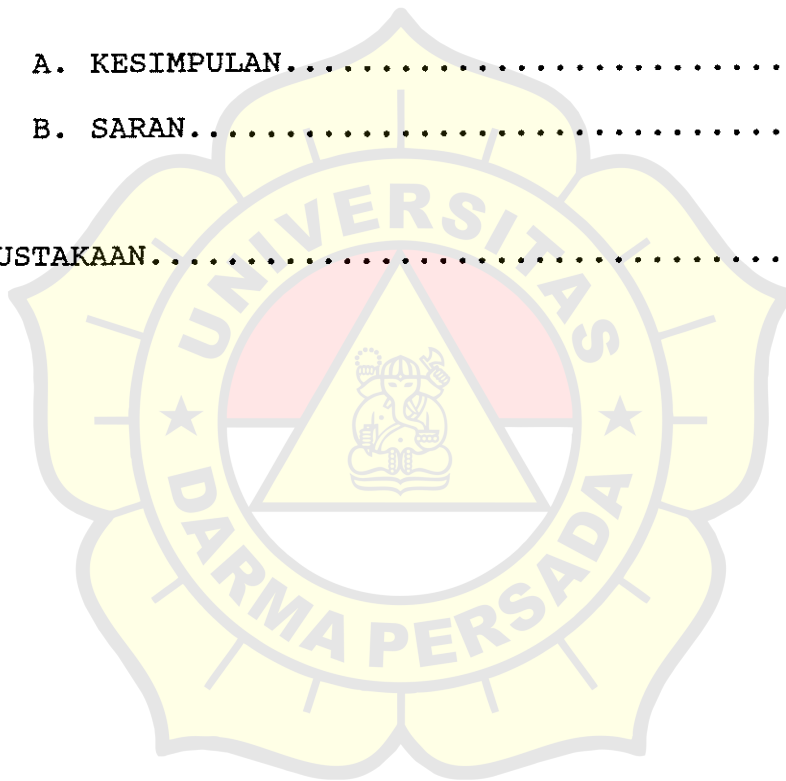 A. KESIMPULAN...........................
B. SARAN................................
USTAKAAN.................................
UNIVERSITAS
DARMA PERSADA